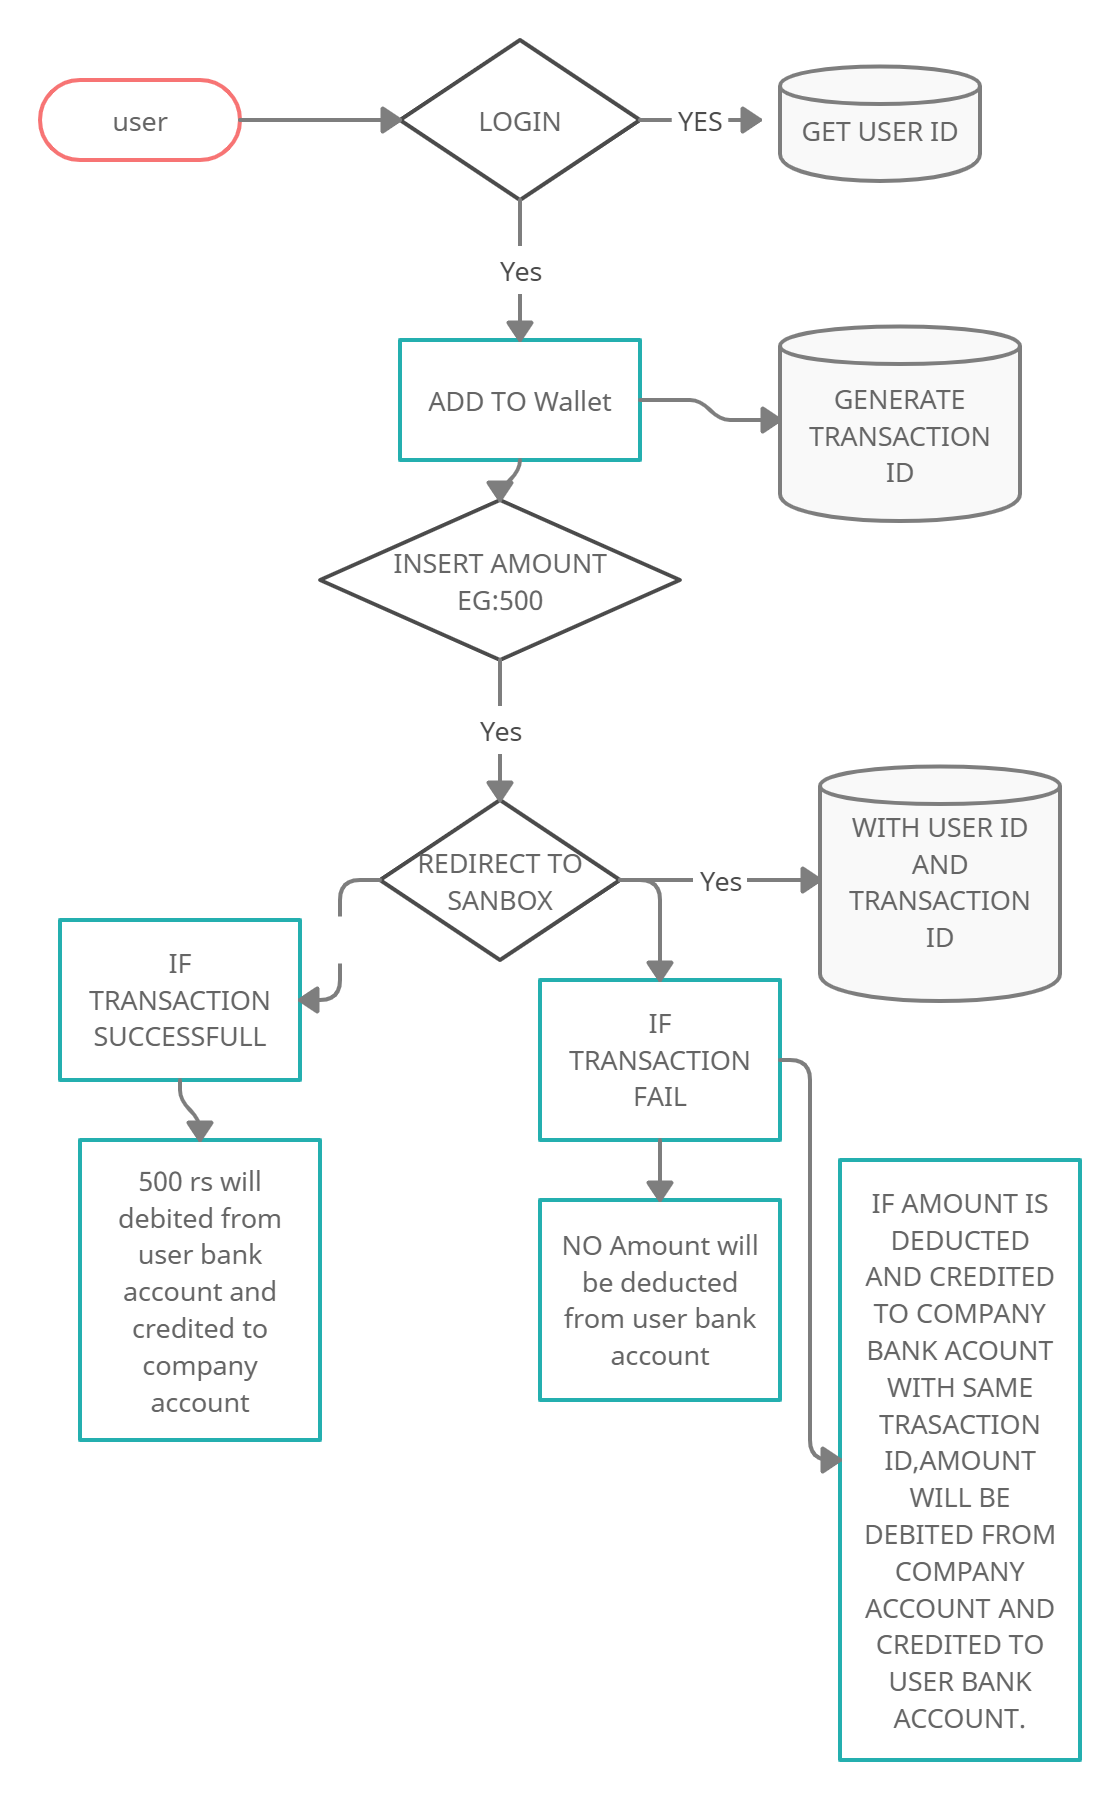 user
LOGIN
YES
GET USER ID
Yes
ADD TO Wallet
GENERATE
TRANSACTION
ID
INSERT AMOUNT
EG:500
Yes
REDIRECT TO
SANBOX
Yes
WITH USER ID
AND
TRANSACTION
ID
IF
TRANSACTION
SUCCESSFULL
IF
TRANSACTION
FAIL
500 rs will
debited from
user bank
account and
credited to
company
account
NO Amount will
be deducted
from user bank
account
IF AMOUNT IS
DEDUCTED
AND CREDITED
TO COMPANY
BANK ACOUNT
WITH SAME
TRASACTION
ID,AMOUNT
WILL BE
DEBITED FROM
COMPANY
ACCOUNT AND
CREDITED TO
USER BANK
ACCOUNT.